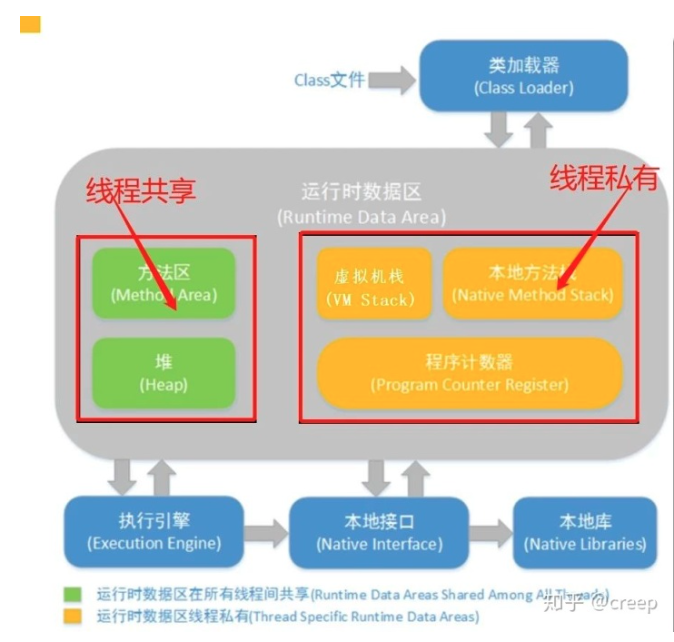 类加载器
(Class Loader)
Class文件
线程共享
线程私有
运行时数据区
(Runtime Data Area)
方法区
(Method Area)
虚拟机栈
(VM Stack)
本地方法栈
(Native Method Stack)
堆
(Heap)
程序计数器
(Program Counter Register)
执行引擎
(Execution Engine)
本地接口
(Native Interface)
本地库
(Native Libraries)
运行时数据区在所有线程间共享(Runtime Data Areas Shared Among All Threads)
运行时数据区线程私有(Thread Specific Runtime Data Areas)
知乎 @creep